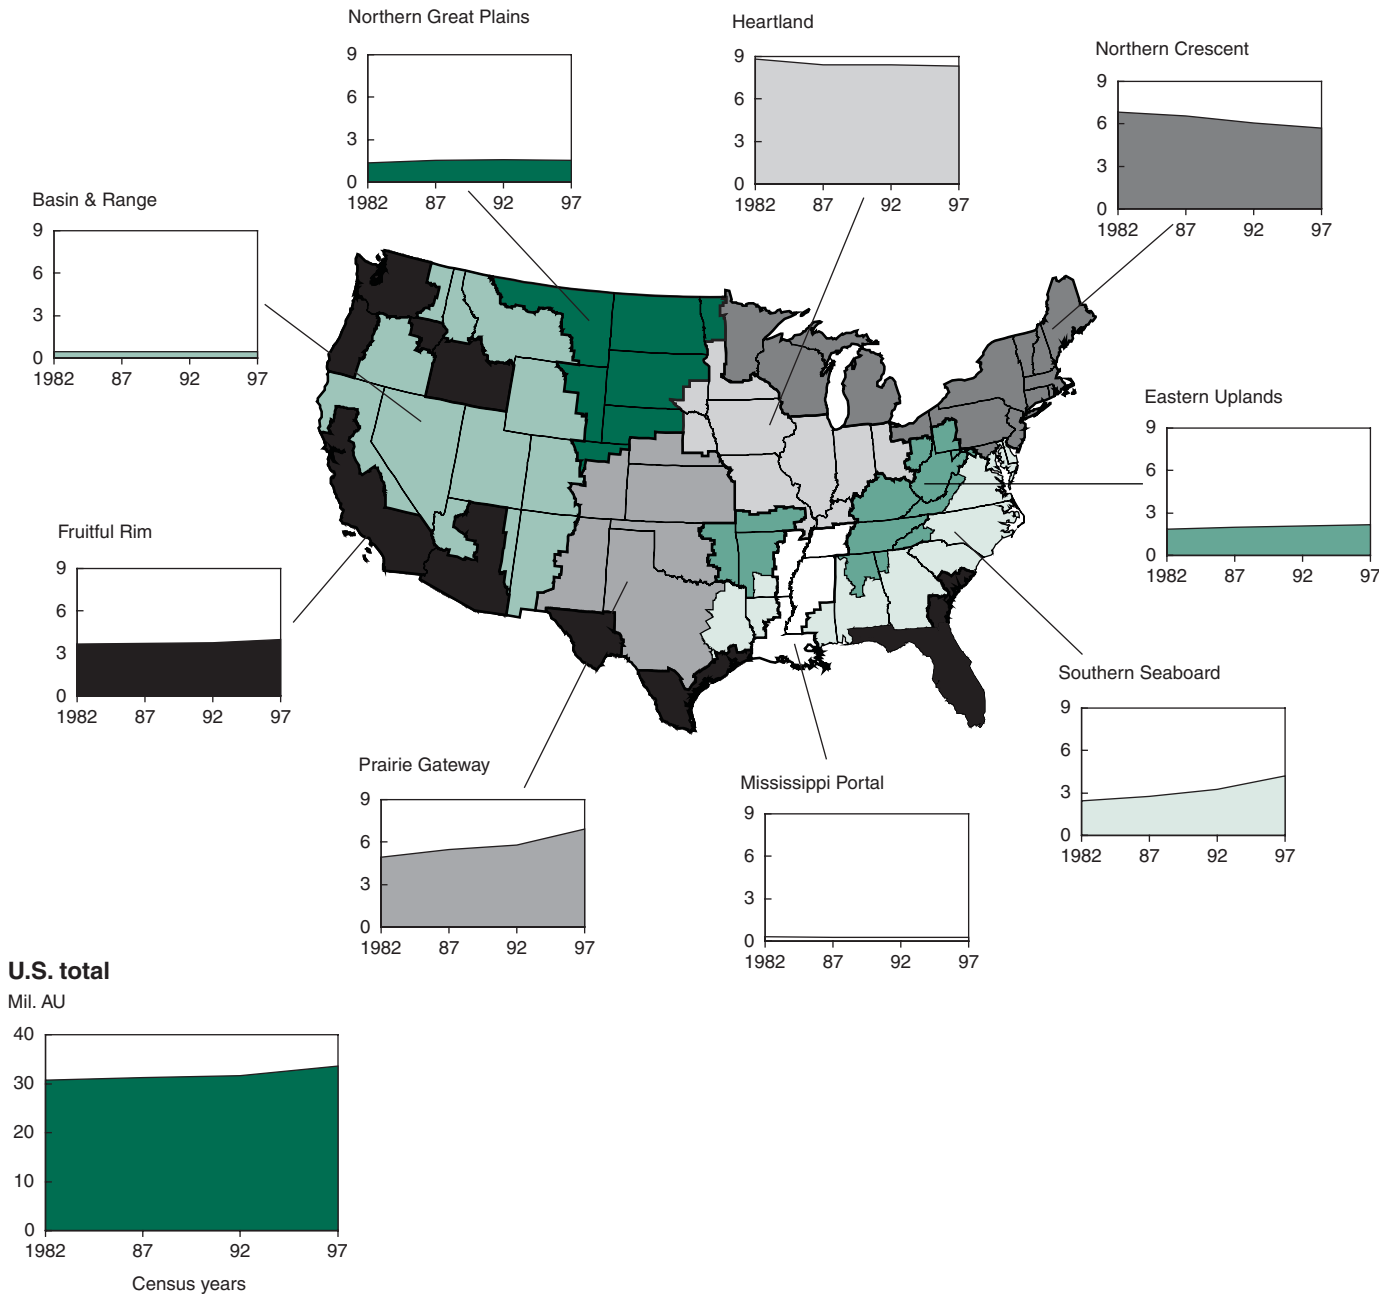 Northern Great Plains
9
6
3
0
1982 87 92 97
Heartland
9
6
3
0
1982 87 92 97
Northern Crescent
9
6
3
0
1982 87 92 97
Basin & Range
9
6
3
0
1982 87 92 97
Eastern Uplands
9
6
3
0
1982 87 92 97
Fruitful Rim
9
6
3
0
1982 87 92 97
Southern Seaboard
9
6
3
0
1982 87 92 97
Prairie Gateway
9
6
3
0
1982 87 92 97
Mississippi Portal
9
6
3
0
1982 87 92 97
U.S. total
Mil. AU
40
30
20
10
0
1982 87 92 97
Census years